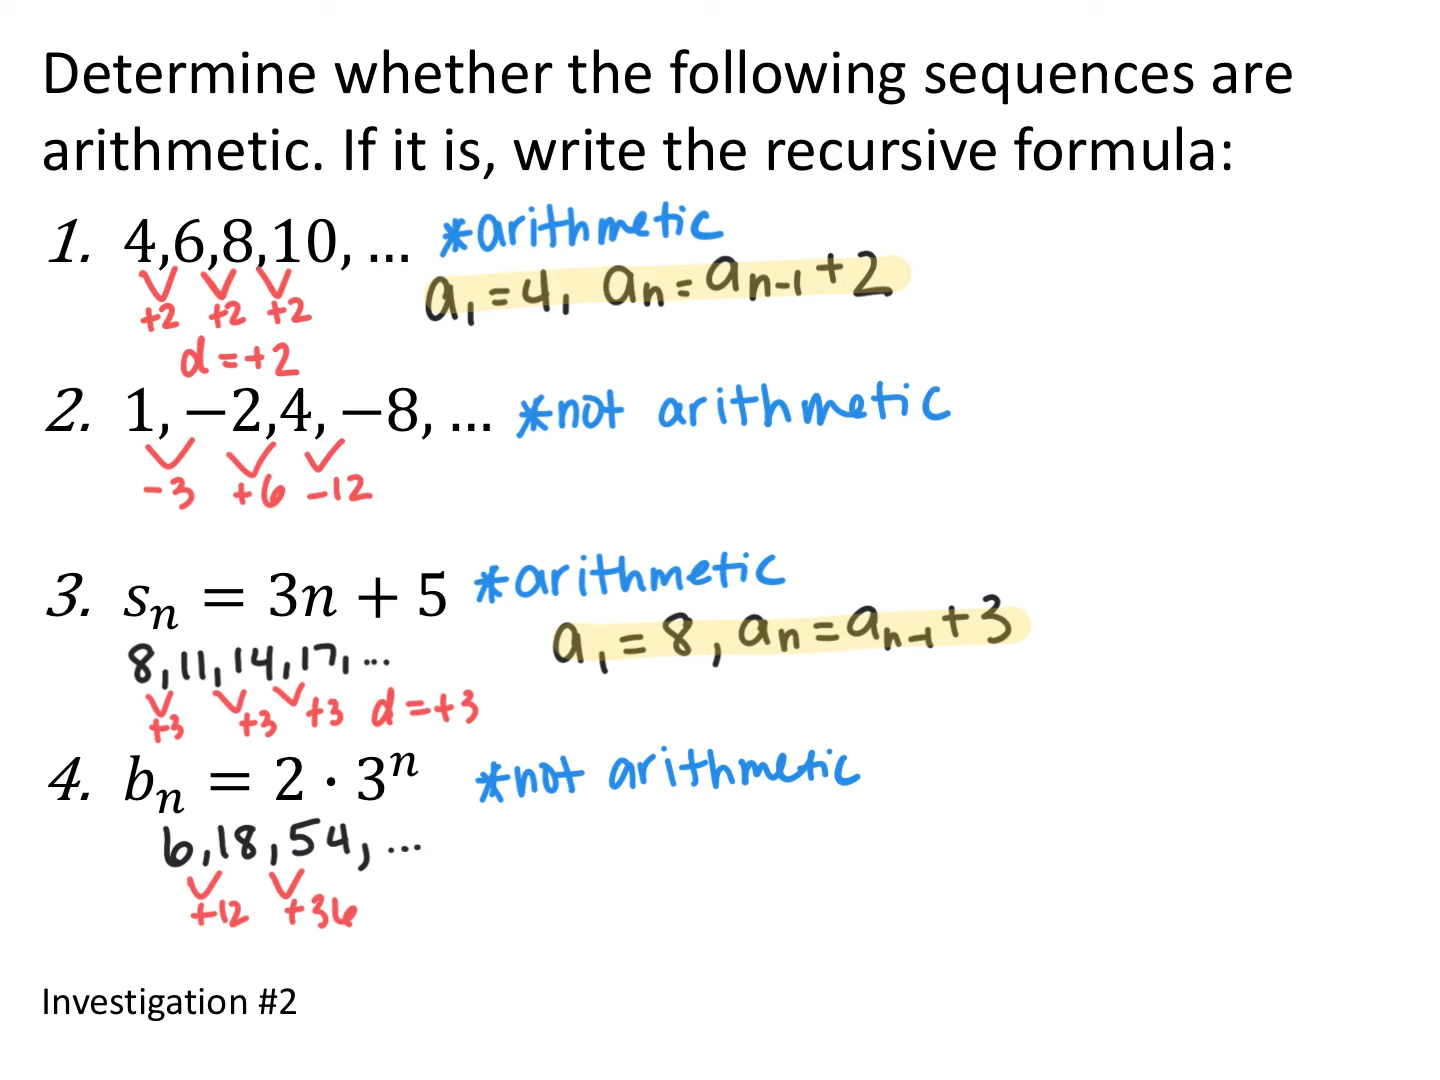 Determine whether the following sequences are
arithmetic. If it is, write the recursive formula:
1. 4,6,8,10, ... *arithmetic
+2 +2 +2
a₁=4, aₙ=aₙ₋₁+2
d=+2
2. 1, −2,4, −8, ... *not arithmetic
-3 +6 -12
3. sₙ = 3n + 5 *arithmetic
8,11,14,17, ...
a₁=8, aₙ=aₙ₋₁+3
+3 +3 +3 d=+3
4. bₙ = 2 · 3ⁿ *not arithmetic
6,18,54, ...
+12 +36
Investigation #2